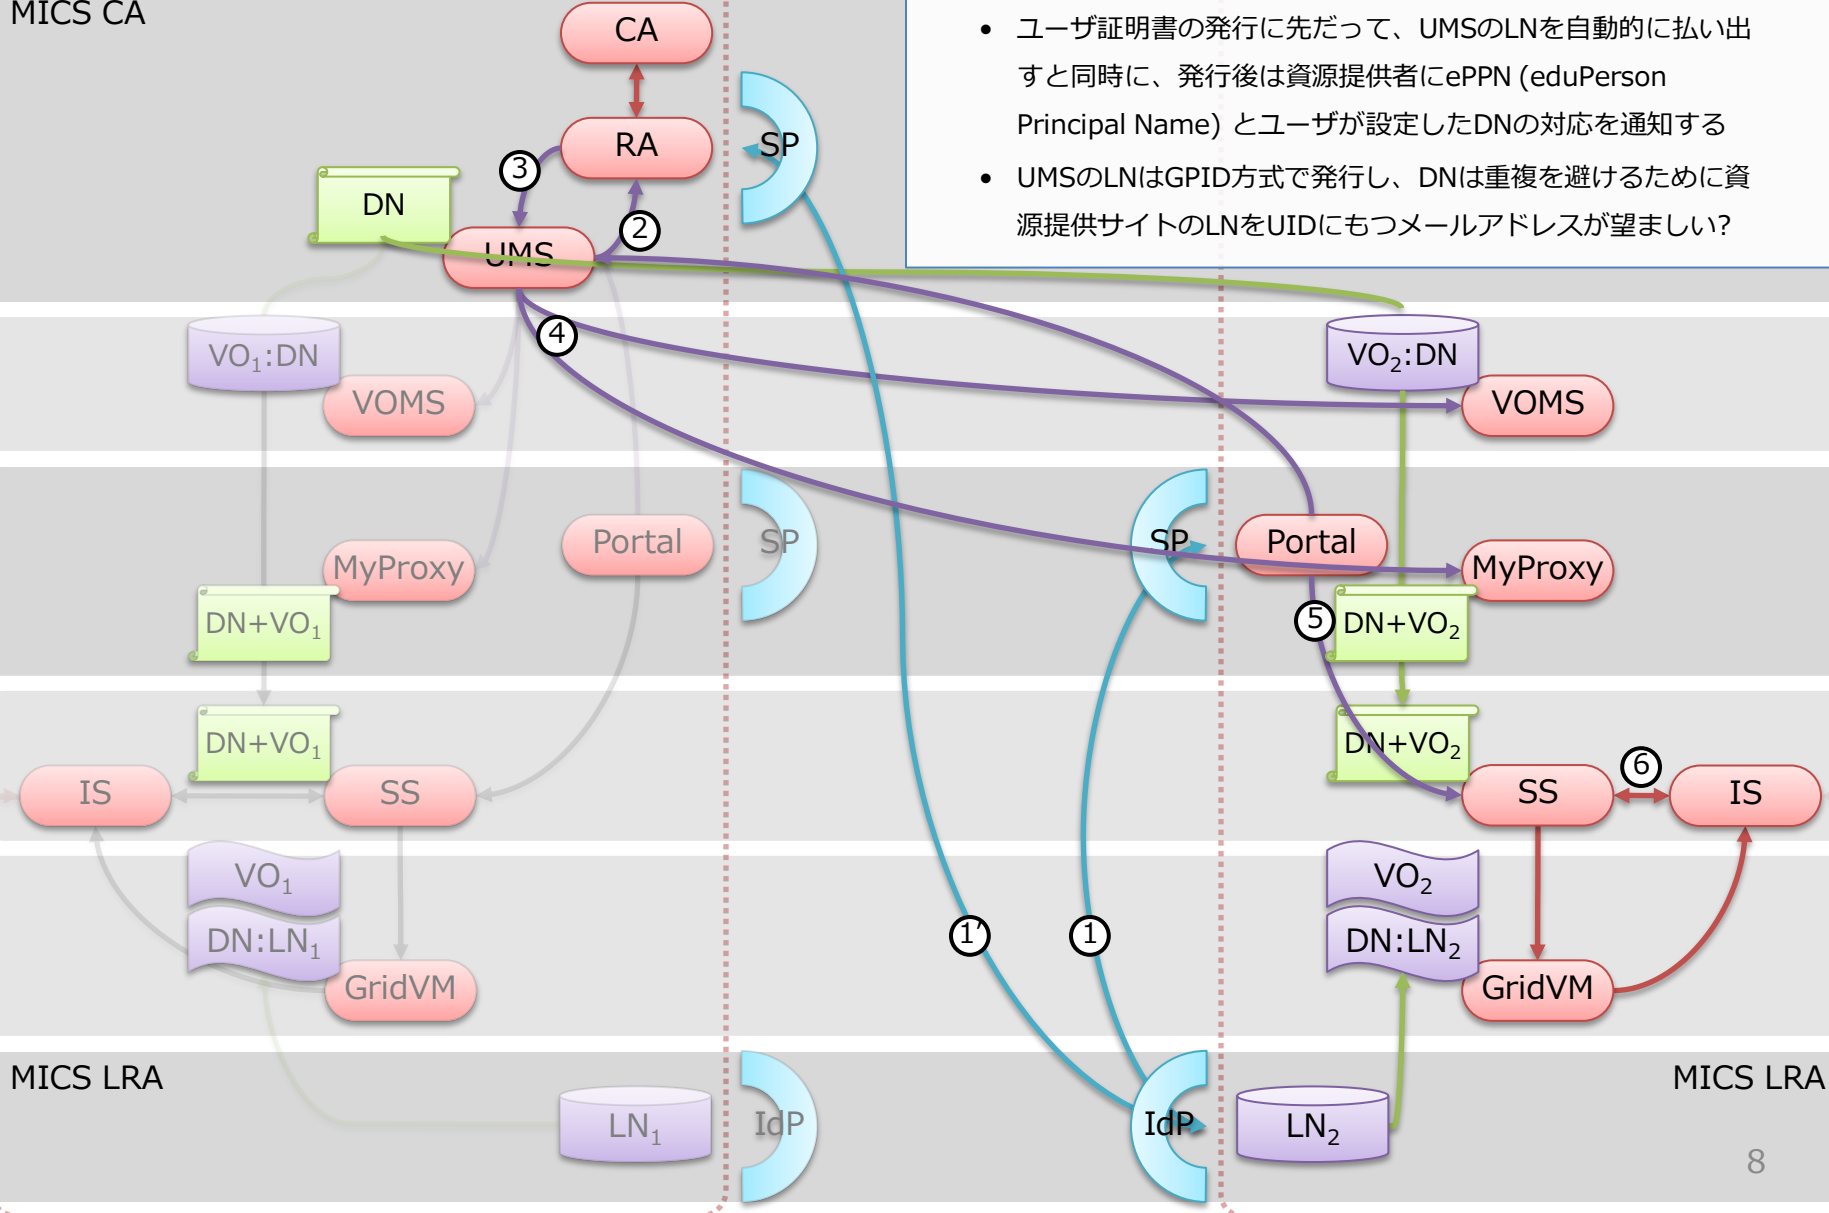 MICS CA
CA
• ユーザ証明書の発行に先だって、UMSのLNを自動的に払い出
すと同時に、発行後は資源提供者にePPN (eduPerson
Principal Name) とユーザが設定したDNの対応を通知する
• UMSのLNはGPID方式で発行し、DNは重複を避けるために資
源提供サイトのLNをUIDにもつメールアドレスが望ましい?
RA
SP
3
DN
2
UMS
4
VO1:DN
VOMS
VO2:DN
VOMS
MyProxy
Portal
SP
SP
Portal
MyProxy
DN+VO1
5
DN+VO2
DN+VO1
DN+VO2
IS
SS
SS
6
IS
VO1
VO2
DN:LN1
1’
1
DN:LN2
GridVM
GridVM
MICS LRA
MICS LRA
LN1
IdP
IdP
LN2
8